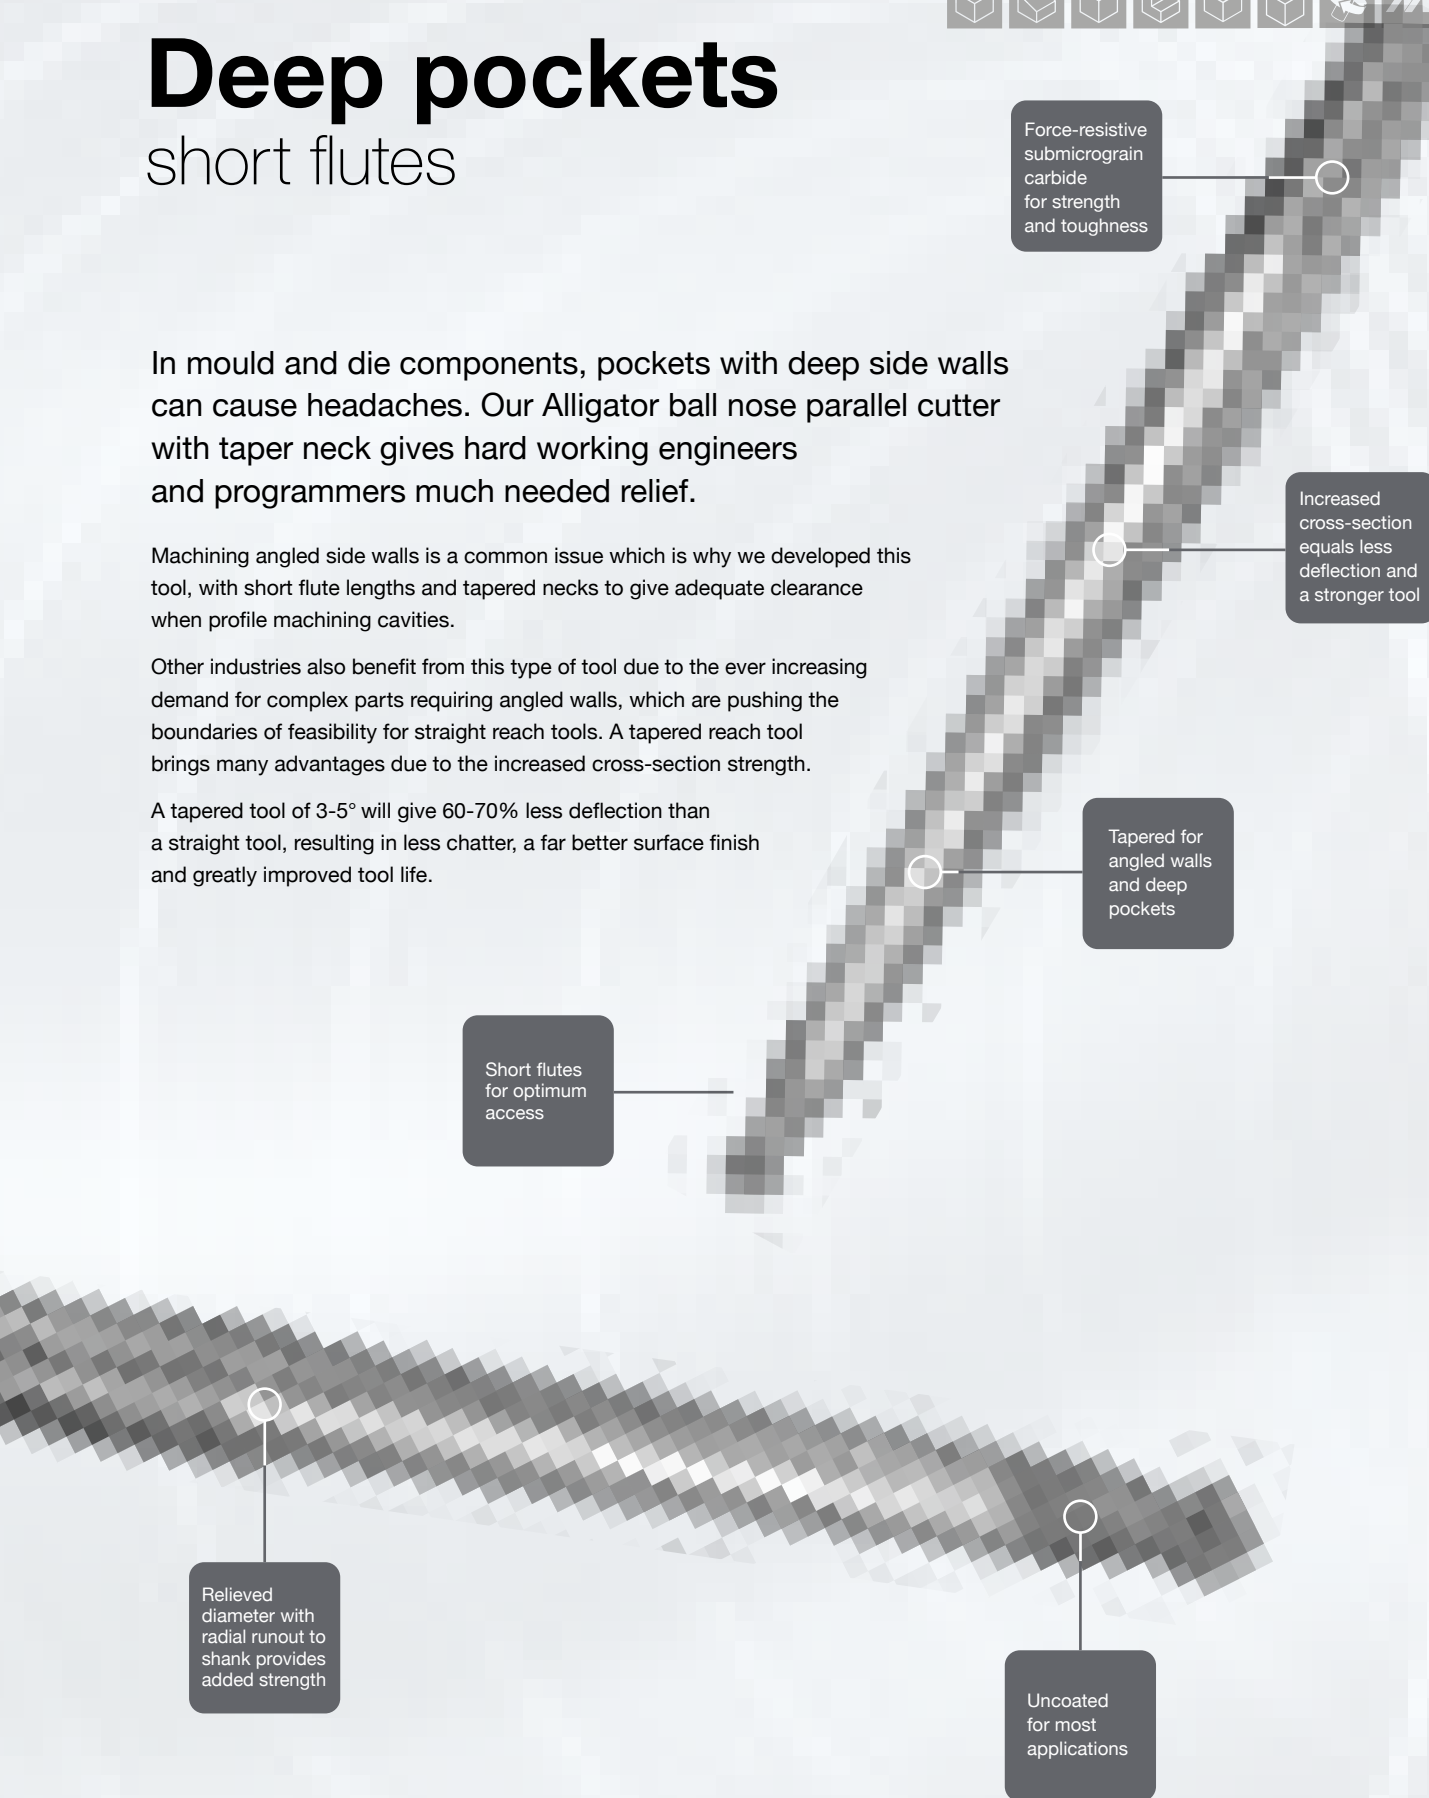 Deep pockets
short flutes
Force-resistive
submicrograin
carbide
for strength
and toughness
In mould and die components, pockets with deep side walls
can cause headaches. Our Alligator ball nose parallel cutter
with taper neck gives hard working engineers
and programmers much needed relief.
Increased
cross-section
equals less
deflection and
a stronger tool
Machining angled side walls is a common issue which is why we developed this
tool, with short flute lengths and tapered necks to give adequate clearance
when profile machining cavities.
Other industries also benefit from this type of tool due to the ever increasing
demand for complex parts requiring angled walls, which are pushing the
boundaries of feasibility for straight reach tools. A tapered reach tool
brings many advantages due to the increased cross-section strength.
A tapered tool of 3-5° will give 60-70% less deflection than
a straight tool, resulting in less chatter, a far better surface finish
and greatly improved tool life.
Tapered for
angled walls
and deep
pockets
Short flutes
for optimum
access
Relieved
diameter with
radial runout to
shank provides
added strength
Uncoated
for most
applications